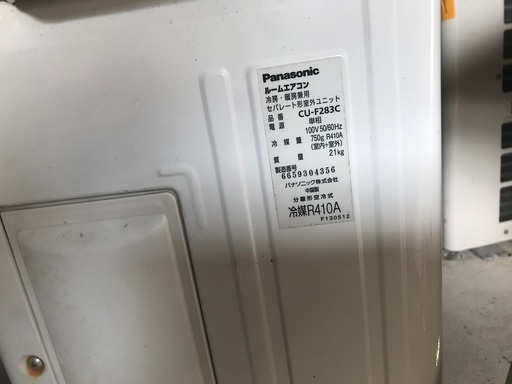 Panasonic
ルームエアコン
冷房・暖房兼用
セパレート形室外ユニット
品番 CU-F283C
電源 単相
100V 50/60Hz
冷媒量 750g R410A
(室内+室外)
質量 21kg
製造番号
6659304356
パナソニック株式会社
中国製
分離形空冷式
冷媒R410A
F130512